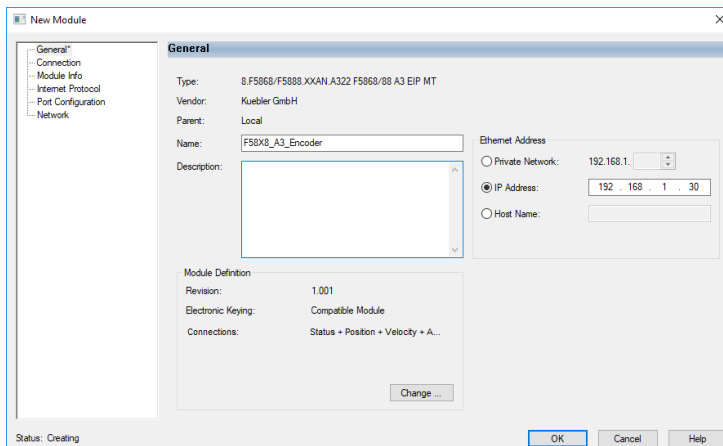 New Module
General*
Connection
Module Info
Internet Protocol
Port Configuration
Network
General
Type: 8.F5868/F5888.XXAN.A322 F5868/88 A3 EIP MT
Vendor: Kuebler GmbH
Parent: Local
Name: F58X8_A3_Encoder
Description:
Ethernet Address
Private Network: 192.168.1.
IP Address: 192 . 168 . 1 . 30
Host Name:
Module Definition
Revision: 1.001
Electronic Keying: Compatible Module
Connections: Status + Position + Velocity + A...
Change ...
Status: Creating
OK
Cancel
Help